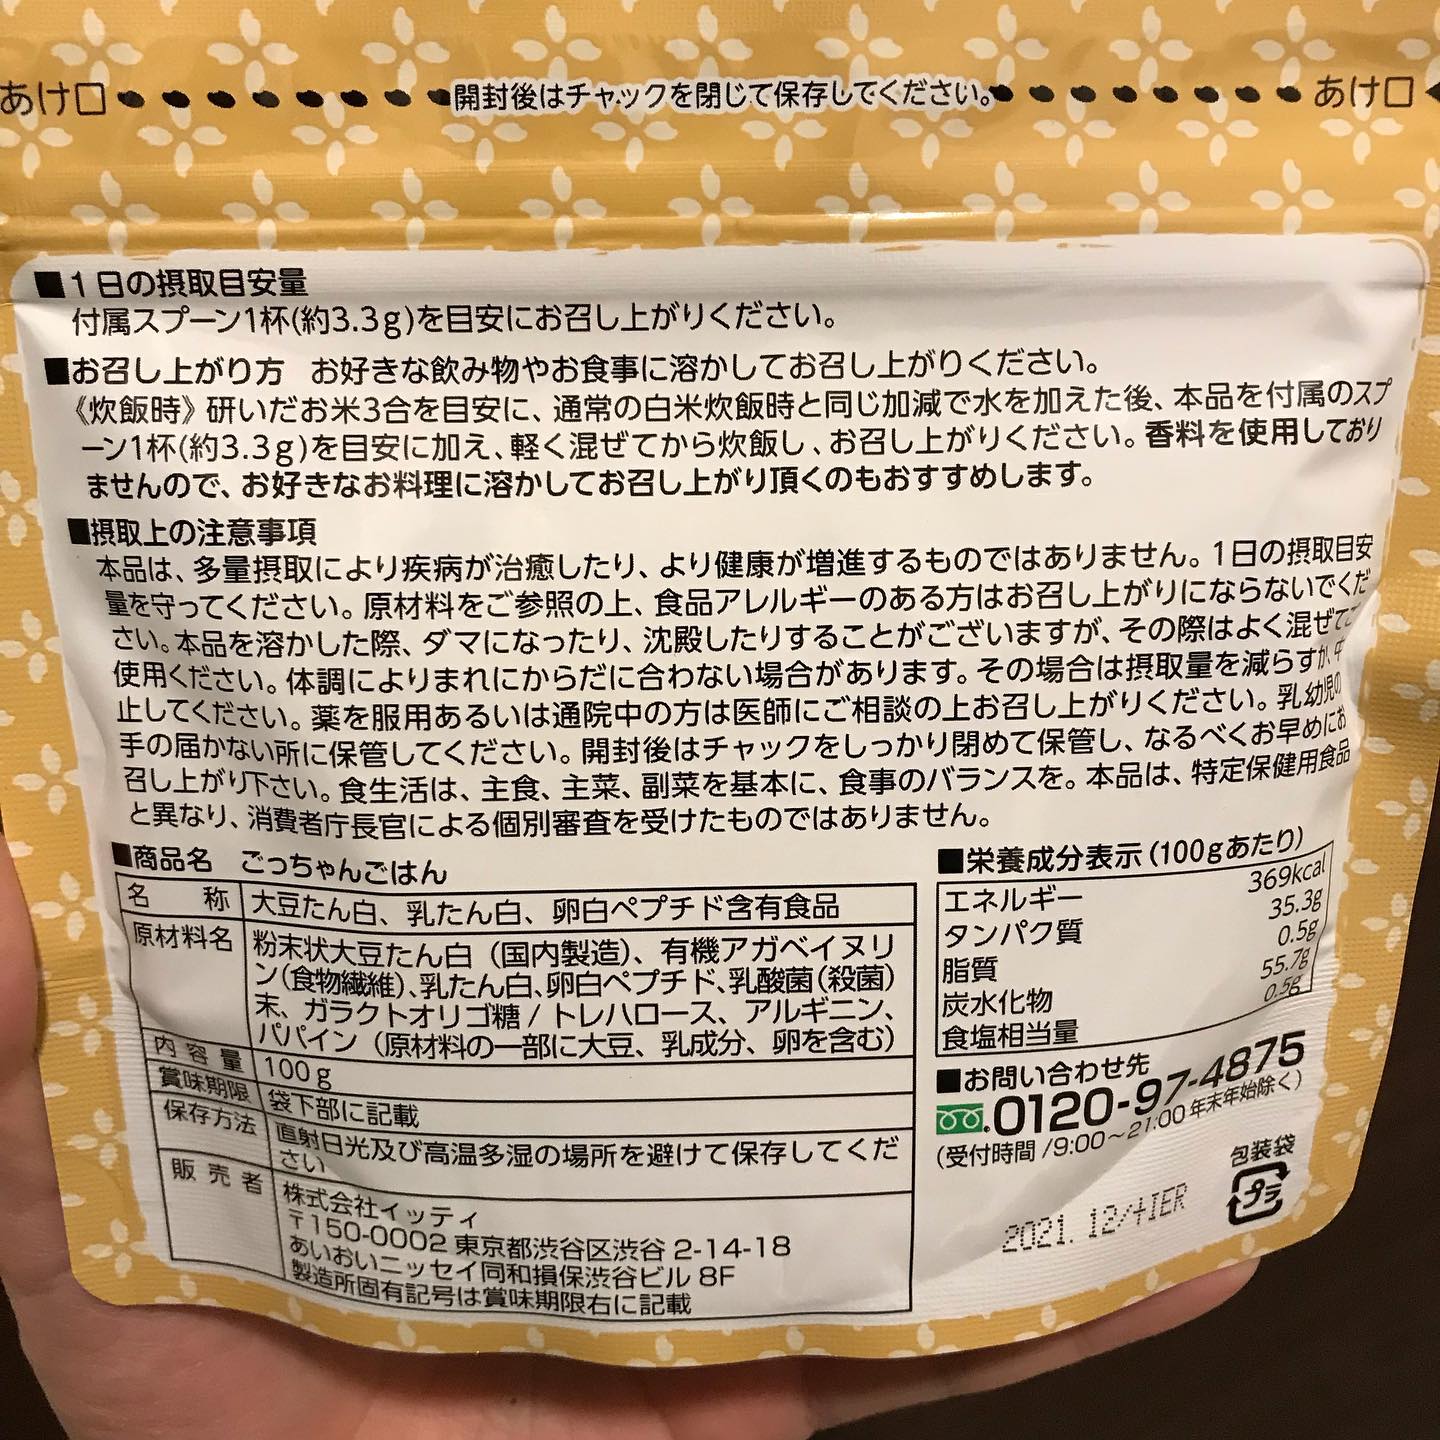 あけ口
開封後はチャックを閉じて保存してください。
あけ口
■1日の摂取目安量
付属スプーン1杯(約3.3g)を目安にお召し上がりください。
■お召し上がり方 お好きな飲み物やお食事に溶かしてお召し上がりください。
《炊飯時》研いだお米3合を目安に、通常の白米炊飯時と同じ加減で水を加えた後、本品を付属のスプ
ーン1杯(約3.3g)を目安に加え、軽く混ぜてから炊飯し、お召し上がりください。香料を使用しており
ませんので、お好きなお料理に溶かしてお召し上がり頂くのもおすすめします。
■摂取上の注意事項
本品は、多量摂取により疾病が治癒したり、より健康が増進するものではありません。1日の摂取目安
量を守ってください。原材料をご参照の上、食品アレルギーのある方はお召し上がりにならないでくだ
さい。本品を溶かした際、ダマになったり、沈殿したりすることがございますが、その際はよく混ぜてご
使用ください。体調によりまれにからだに合わない場合があります。その場合は摂取量を減らすか、中
止してください。薬を服用あるいは通院中の方は医師にご相談の上お召し上がりください。乳幼児の
手の届かない所に保管してください。開封後はチャックをしっかり閉めて保管し、なるべくお早めにお
召し上がり下さい。食生活は、主食、主菜、副菜を基本に、食事のバランスを。本品は、特定保健用食品
と異なり、消費者庁長官による個別審査を受けたものではありません。
■商品名 ごっちゃんごはん
名称 大豆たん白、乳たん白、卵白ペプチド含有食品
原材料名 粉末状大豆たん白(国内製造)、有機アガベイヌリ
ン(食物繊維)、乳たん白、卵白ペプチド、乳酸菌(殺菌)
末、ガラクトオリゴ糖/トレハロース、アルギニン、
パパイン(原材料の一部に大豆、乳成分、卵を含む)
内容量 100g
賞味期限 袋下部に記載
保存方法 直射日光及び高温多湿の場所を避けて保存してくだ
さい
販売者 株式会社イッティ
〒150-0002 東京都渋谷区渋谷 2-14-18
あいおいニッセイ同和損保渋谷ビル 8F
製造所固有記号は賞味期限右に記載
■栄養成分表示(100gあたり)
エネルギー 369kcal
タンパク質 35.3g
脂質 0.5g
炭水化物 55.7g
食塩相当量 0.5g
■お問い合わせ先
0120-97-4875
(受付時間/9:00〜21:00 年末年始除く)
包装袋
プラ
2021.12/+IER